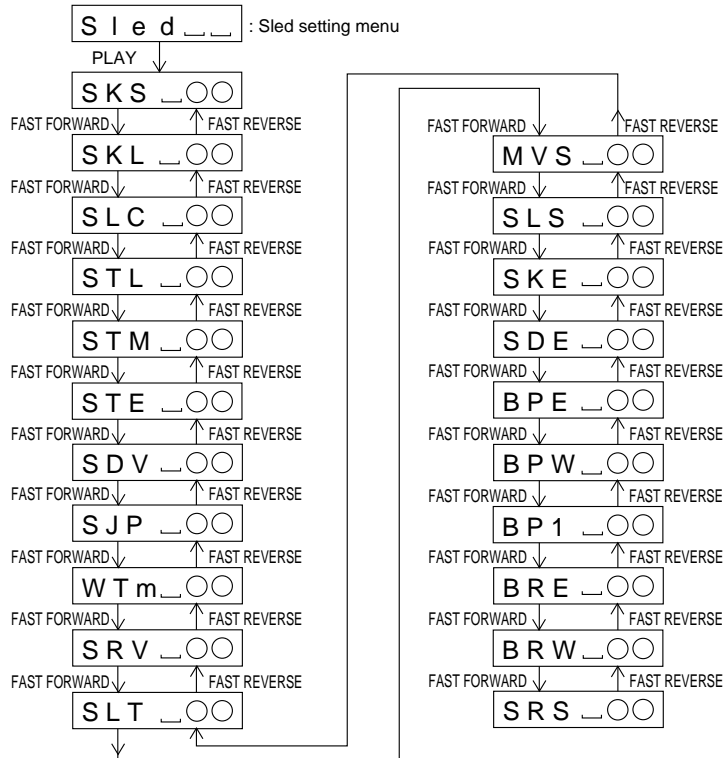 Sled⎵⎵ : Sled setting menu
PLAY
SKS⎵○○
FAST FORWARD FAST REVERSE
SKL⎵○○
FAST FORWARD FAST REVERSE
SLC⎵○○
FAST FORWARD FAST REVERSE
STL⎵○○
FAST FORWARD FAST REVERSE
STM⎵○○
FAST FORWARD FAST REVERSE
STE⎵○○
FAST FORWARD FAST REVERSE
SDV⎵○○
FAST FORWARD FAST REVERSE
SJP⎵○○
FAST FORWARD FAST REVERSE
WTm⎵○○
FAST FORWARD FAST REVERSE
SRV⎵○○
FAST FORWARD FAST REVERSE
SLT⎵○○
FAST FORWARD FAST REVERSE
MVS⎵○○
FAST FORWARD FAST REVERSE
SLS⎵○○
FAST FORWARD FAST REVERSE
SKE⎵○○
FAST FORWARD FAST REVERSE
SDE⎵○○
FAST FORWARD FAST REVERSE
BPE⎵○○
FAST FORWARD FAST REVERSE
BPW⎵○○
FAST FORWARD FAST REVERSE
BP1⎵○○
FAST FORWARD FAST REVERSE
BRE⎵○○
FAST FORWARD FAST REVERSE
BRW⎵○○
FAST FORWARD FAST REVERSE
SRS⎵○○